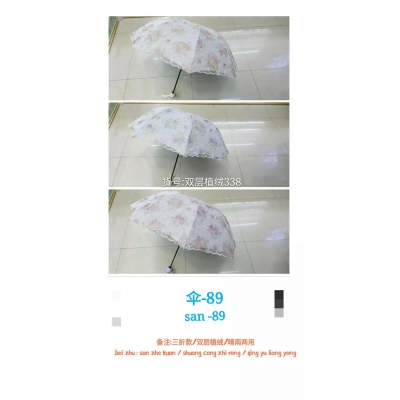 货号:双层植绒338
伞-89
san -89
备注:三折款/双层植绒/晴雨两用
bei zhu : san zhe kuan / shuang ceng zhi rong / qing yu liang yong